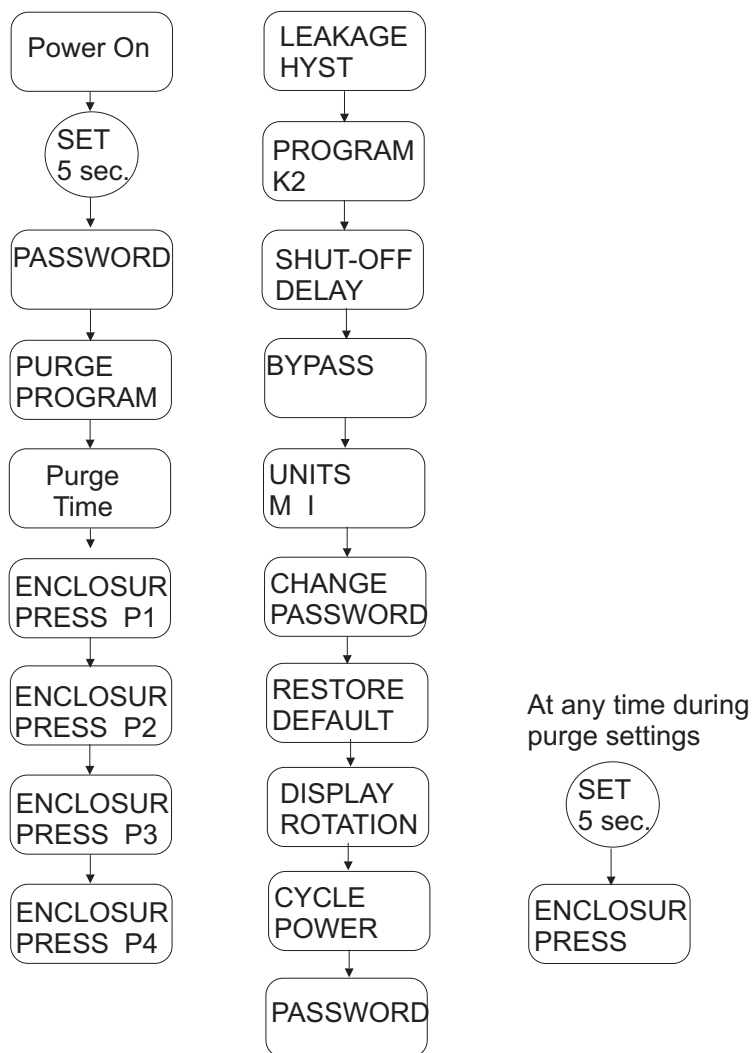 Power On
SET
5 sec.
PASSWORD
PURGE
PROGRAM
Purge
Time
ENCLOSUR
PRESS P1
ENCLOSUR
PRESS P2
ENCLOSUR
PRESS P3
ENCLOSUR
PRESS P4
LEAKAGE
HYST
PROGRAM
K2
SHUT-OFF
DELAY
BYPASS
UNITS
M I
CHANGE
PASSWORD
RESTORE
DEFAULT
DISPLAY
ROTATION
CYCLE
POWER
PASSWORD
At any time during
purge settings
SET
5 sec.
ENCLOSUR
PRESS